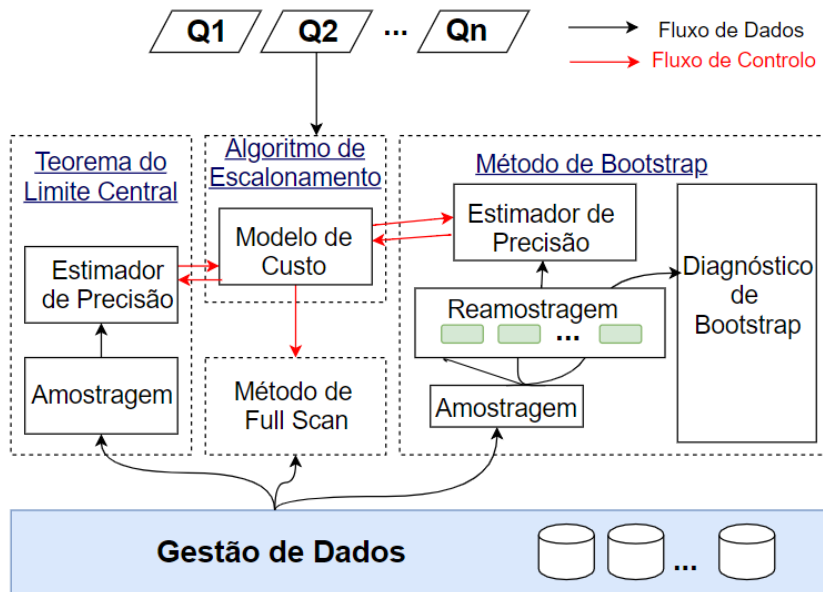 Q1
Q2
...
Qn
Fluxo de Dados
Fluxo de Controlo
Teorema do
Limite Central
Algoritmo de
Escalonamento
Método de Bootstrap
Estimador
de Precisão
Modelo de
Custo
Estimador de
Precisão
Diagnóstico
de
Bootstrap
Reamostragem
...
Amostragem
Método de
Full Scan
Amostragem
Gestão de Dados
...